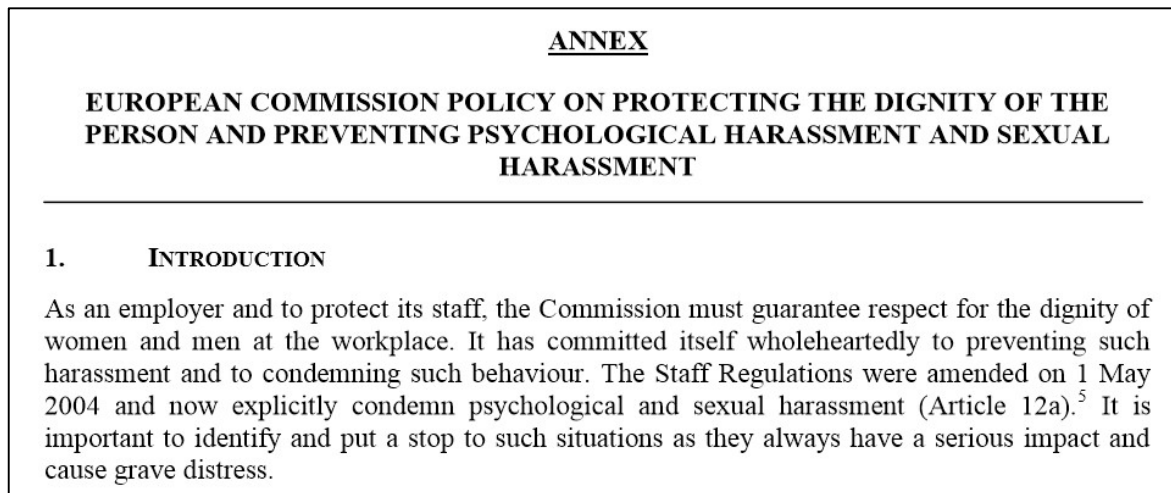 ANNEX
EUROPEAN COMMISSION POLICY ON PROTECTING THE DIGNITY OF THE
PERSON AND PREVENTING PSYCHOLOGICAL HARASSMENT AND SEXUAL
HARASSMENT
1. INTRODUCTION
As an employer and to protect its staff, the Commission must guarantee respect for the dignity of
women and men at the workplace. It has committed itself wholeheartedly to preventing such
harassment and to condemning such behaviour. The Staff Regulations were amended on 1 May
2004 and now explicitly condemn psychological and sexual harassment (Article 12a).⁵ It is
important to identify and put a stop to such situations as they always have a serious impact and
cause grave distress.